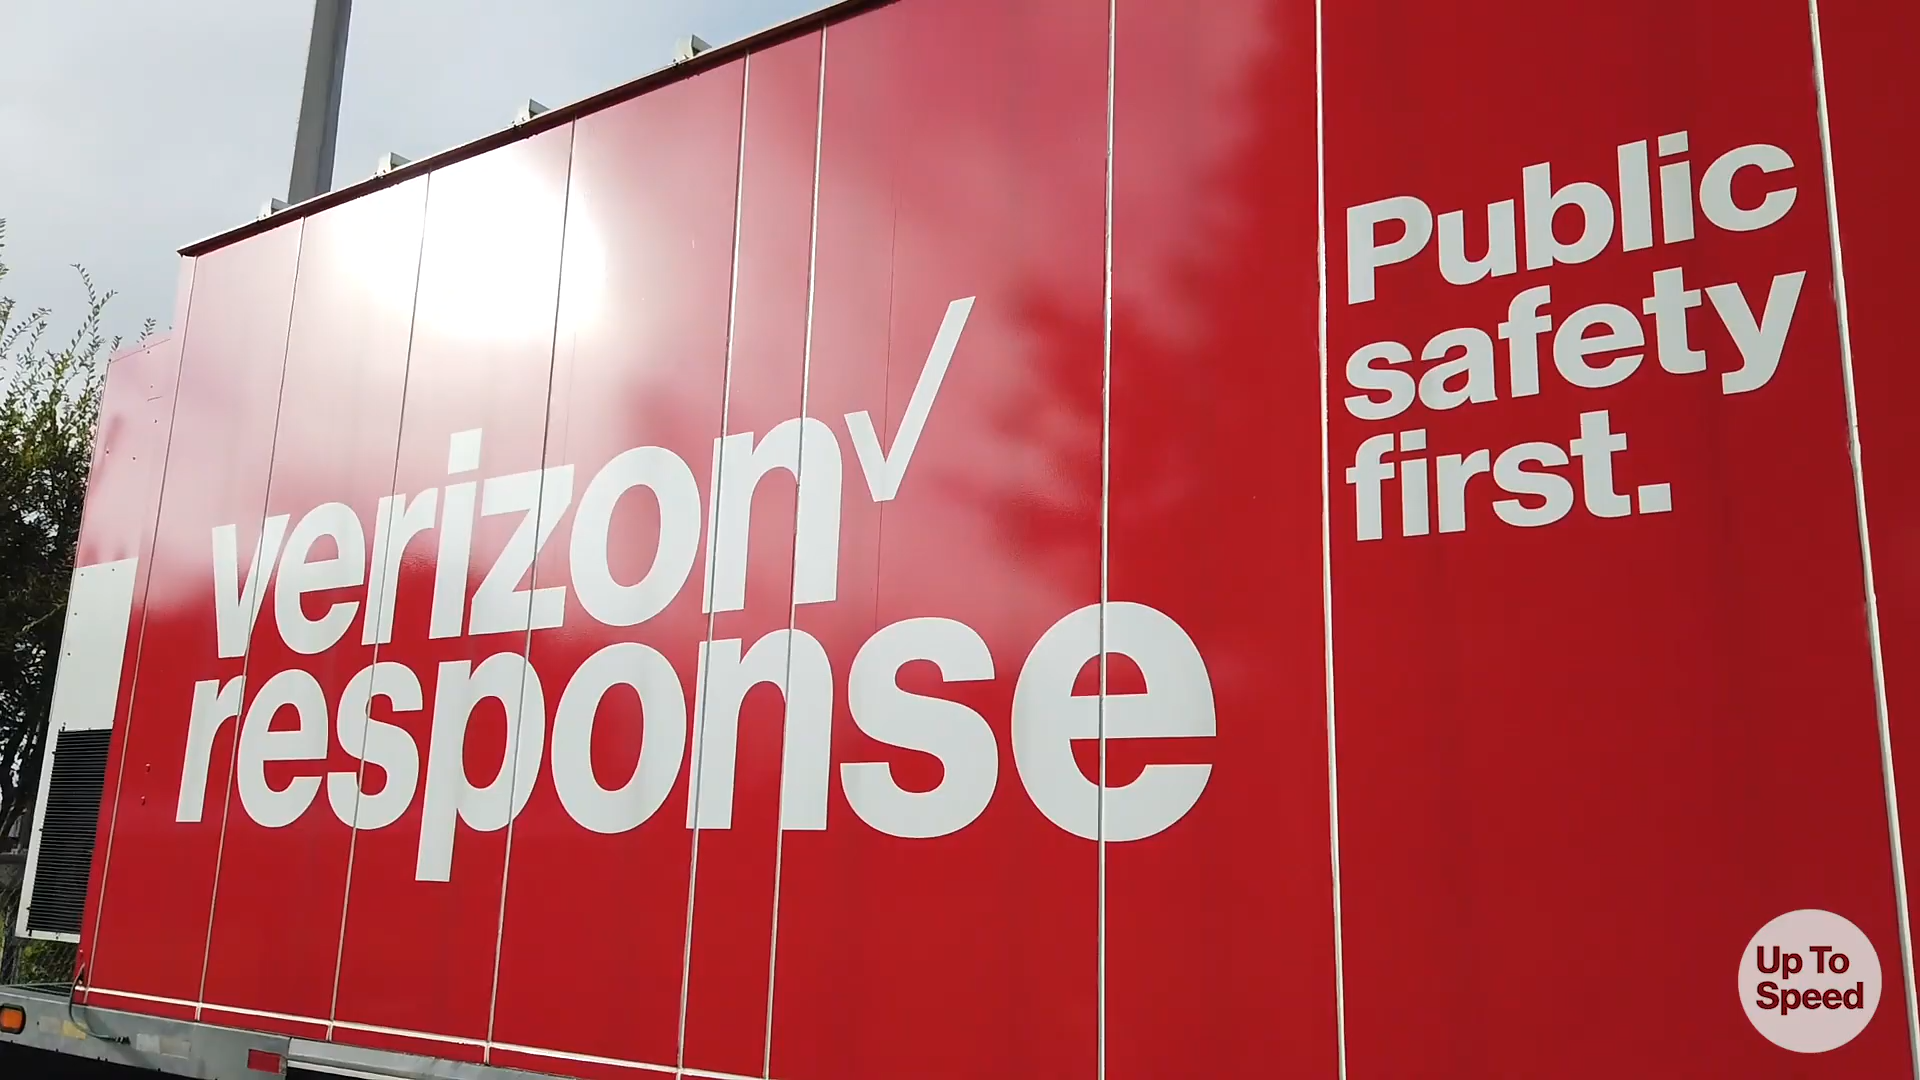 verizon✓
response
Public
safety
first.
Up To
Speed